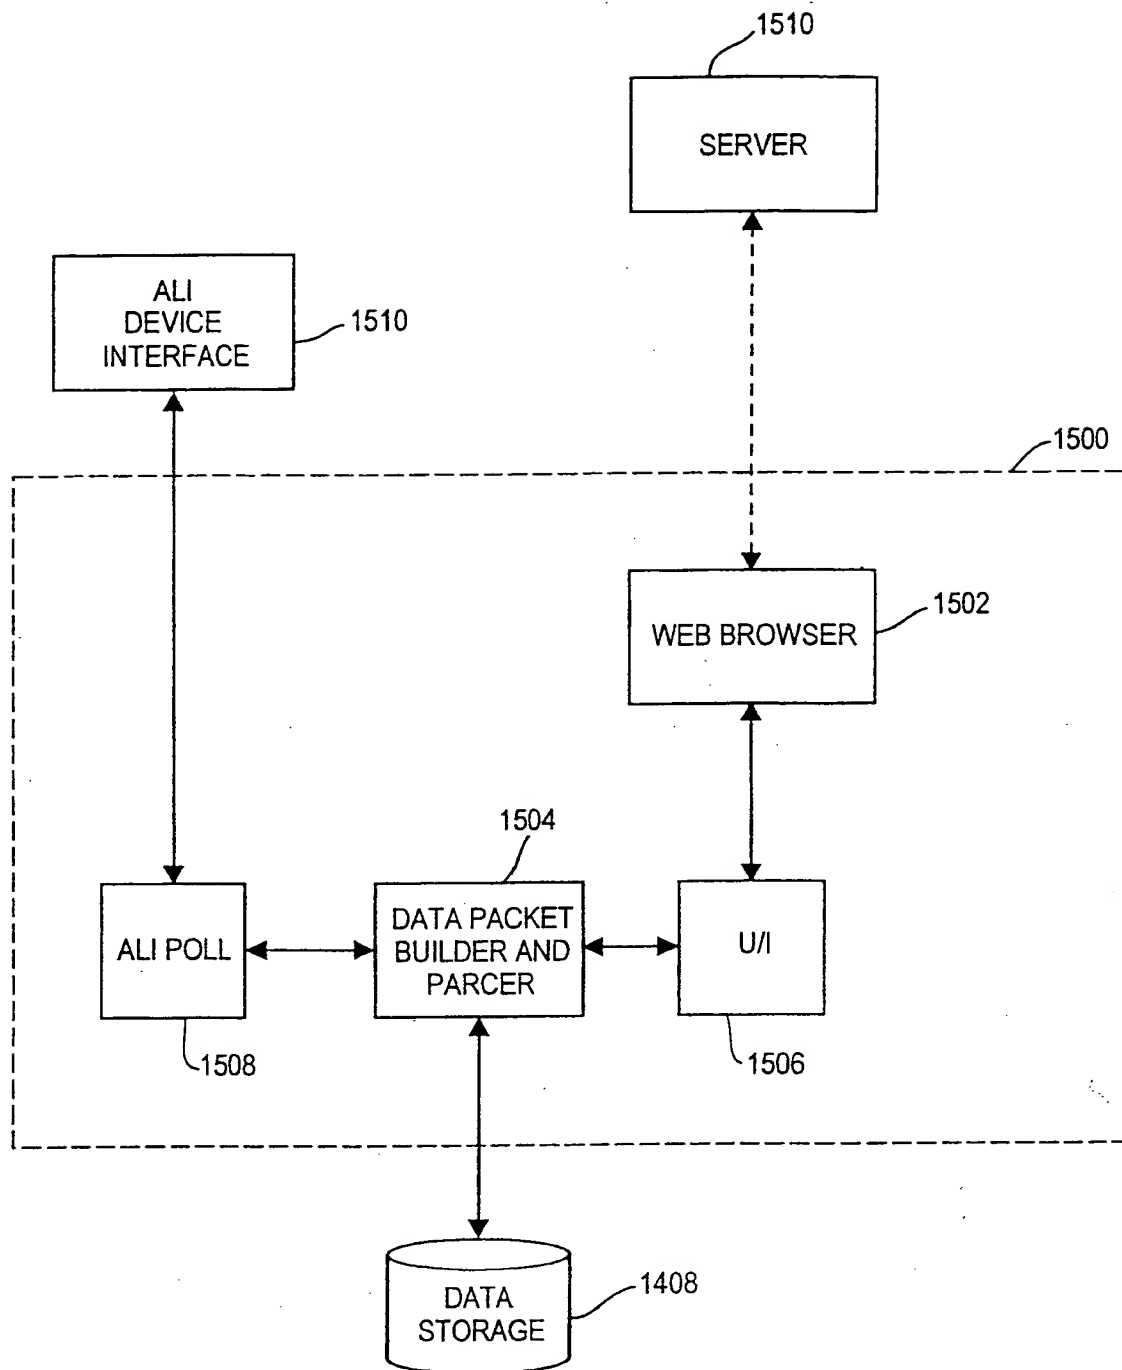 1510
SERVER
ALI
DEVICE
INTERFACE
1510
1500
WEB BROWSER
1502
1504
ALI POLL
DATA PACKET
BUILDER AND
PARCER
U/I
1508
1506
DATA
STORAGE
1408